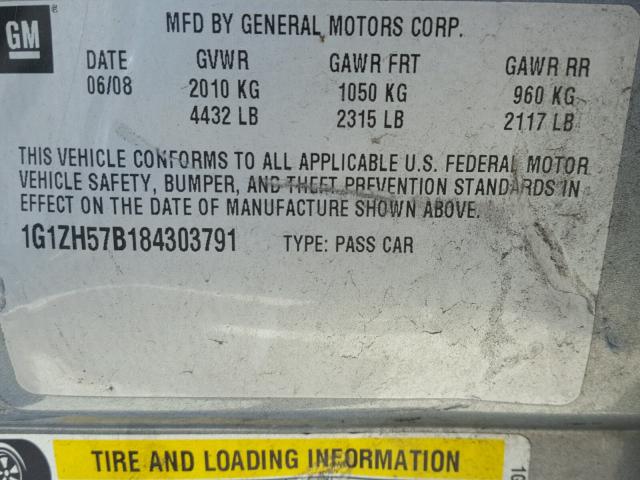 GM ®
MFD BY GENERAL MOTORS CORP.
DATE GVWR GAWR FRT GAWR RR
06/08 2010 KG 1050 KG 960 KG
4432 LB 2315 LB 2117 LB
THIS VEHICLE CONFORMS TO ALL APPLICABLE U.S. FEDERAL MOTOR
VEHICLE SAFETY, BUMPER, AND THEFT PREVENTION STANDARDS IN
EFFECT ON THE DATE OF MANUFACTURE SHOWN ABOVE.
1G1ZH57B184303791 TYPE: PASS CAR
TIRE AND LOADING INFORMATION